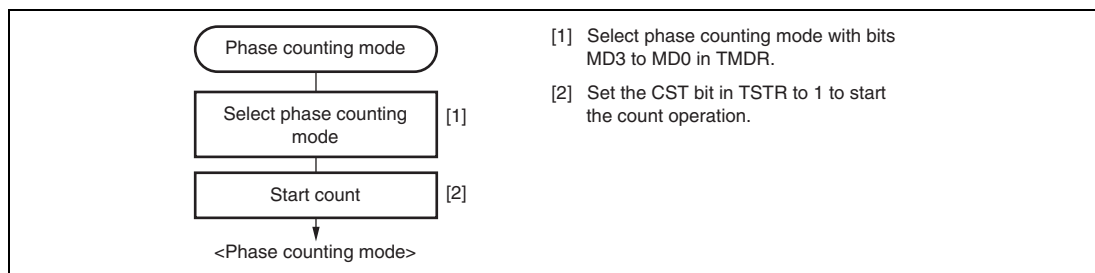 Phase counting mode
Select phase counting
mode
[1]
Start count
[2]
<Phase counting mode>
[1] Select phase counting mode with bits
MD3 to MD0 in TMDR.
[2] Set the CST bit in TSTR to 1 to start
the count operation.